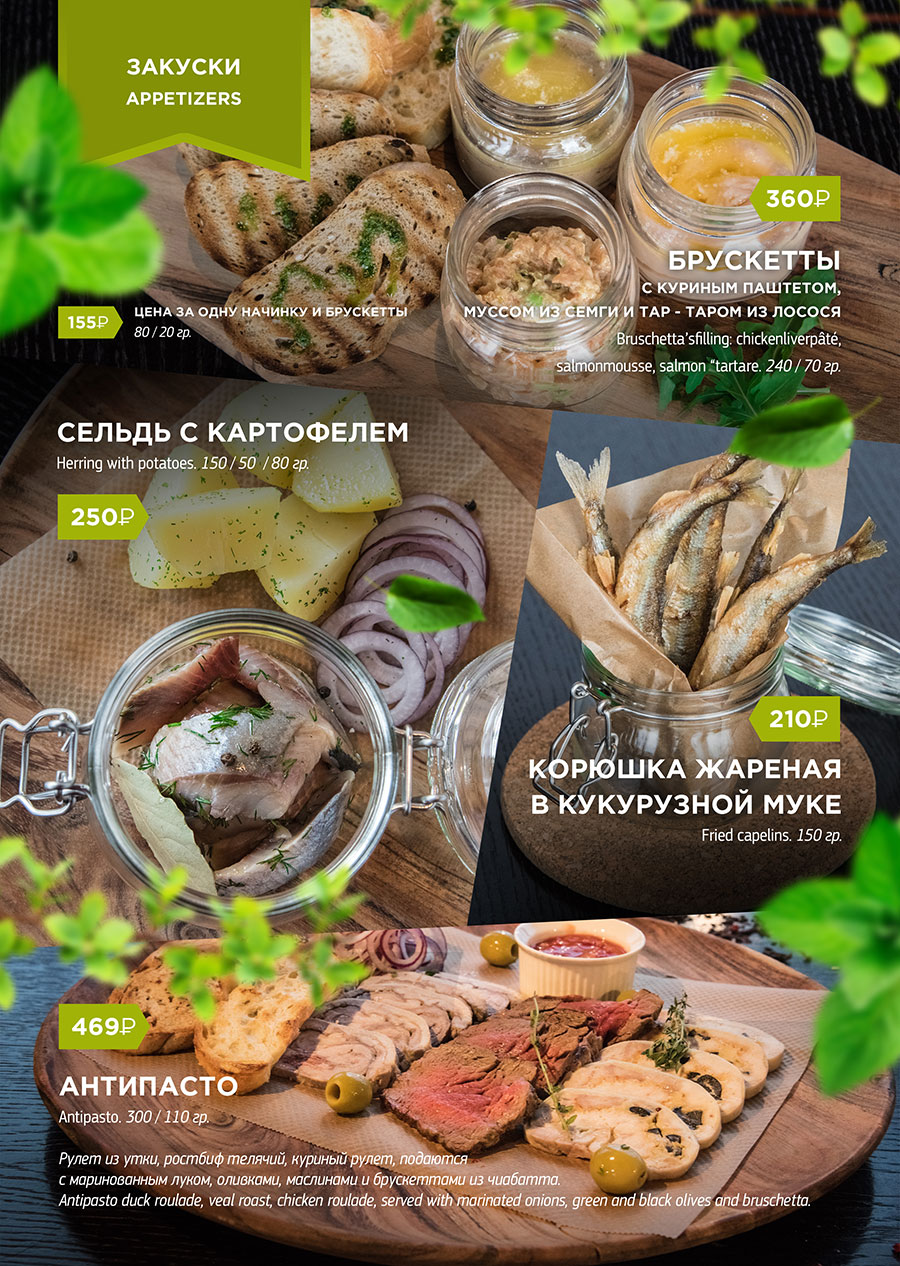 ЗАКУСКИ
APPETIZERS
360₽
БРУСКЕТТЫ
С КУРИНЫМ ПАШТЕТОМ,
МУССОМ ИЗ СЕМГИ И ТАР - ТАРОМ ИЗ ЛОСОСЯ
Bruschetta'sfilling: chickenliverpâté,
salmonmousse, salmon "tartare. 240 / 70 гр.
155₽
ЦЕНА ЗА ОДНУ НАЧИНКУ И БРУСКЕТТЫ
80 / 20 гр.
СЕЛЬДЬ С КАРТОФЕЛЕМ
Herring with potatoes. 150 / 50 / 80 гр.
250₽
210₽
КОРЮШКА ЖАРЕНАЯ
В КУКУРУЗНОЙ МУКЕ
Fried capelins. 150 гр.
469₽
АНТИПАСТО
Antipasto. 300 / 110 гр.
Рулет из утки, ростбиф телячий, куриный рулет, подаются
с маринованным луком, оливками, маслинами и брускеттами из чиабатта.
Antipasto duck roulade, veal roast, chicken roulade, served with marinated onions, green and black olives and bruschetta.